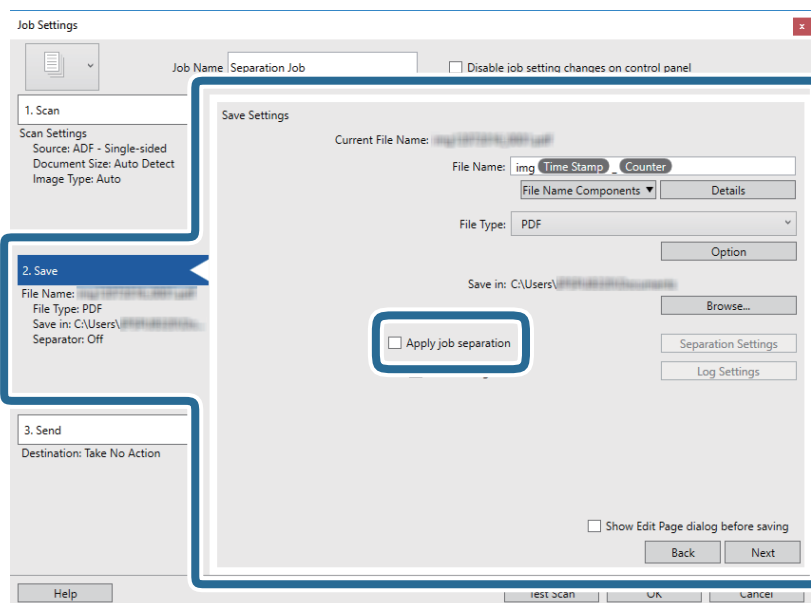 Job Settings
x
Job Name Separation Job
Disable job setting changes on control panel
1. Scan
Scan Settings
Source: ADF - Single-sided
Document Size: Auto Detect
Image Type: Auto
2. Save
File Name:
File Type: PDF
Save in: C:\Users\
Separator: Off
3. Send
Destination: Take No Action
Save Settings
Current File Name:
File Name: img Time Stamp _ Counter
File Name Components Details
File Type: PDF
Option
Save in: C:\Users\
Browse...
Apply job separation
Separation Settings
Log Settings
Show Edit Page dialog before saving
Back Next
Help
Test Scan OK Cancel